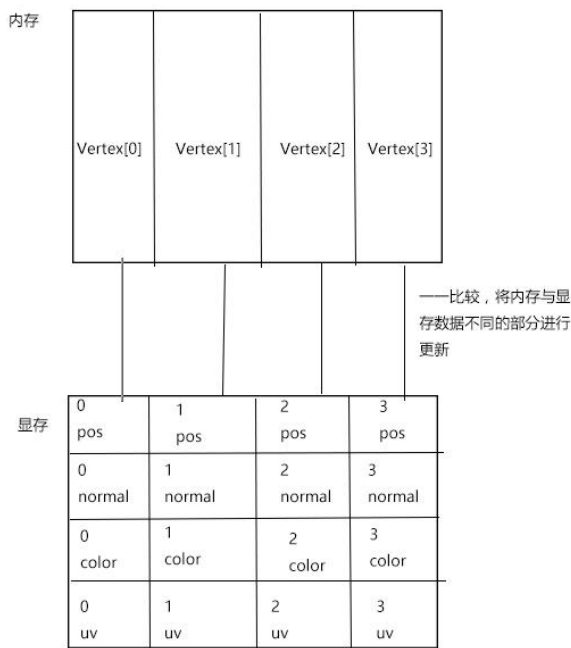 内存
Vertex[0] Vertex[1] Vertex[2] Vertex[3]
一一比较，将内存与显
存数据不同的部分进行
更新
显存
0 1 2 3
pos pos pos pos
0 1 2 3
normal normal normal normal
0 1 2 3
color color color color
0 1 2 3
uv uv uv uv